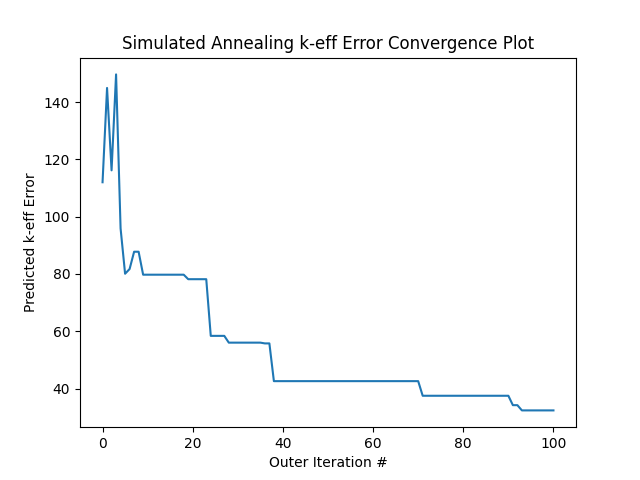 Simulated Annealing k-eff Error Convergence Plot
140
120
100
80
60
40
Predicted k-eff Error
0 20 40 60 80 100
Outer Iteration #